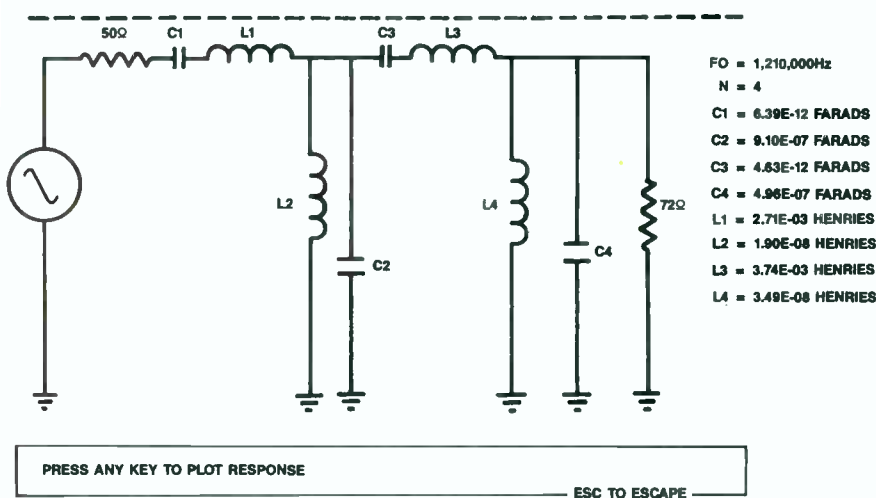 50Ω C1 L1 C3 L3
L2
C2
L4
C4
72Ω
FO = 1,210,000Hz
N = 4
C1 = 6.39E-12 FARADS
C2 = 9.10E-07 FARADS
C3 = 4.63E-12 FARADS
C4 = 4.96E-07 FARADS
L1 = 2.71E-03 HENRIES
L2 = 1.90E-08 HENRIES
L3 = 3.74E-03 HENRIES
L4 = 3.49E-08 HENRIES
PRESS ANY KEY TO PLOT RESPONSE
ESC TO ESCAPE